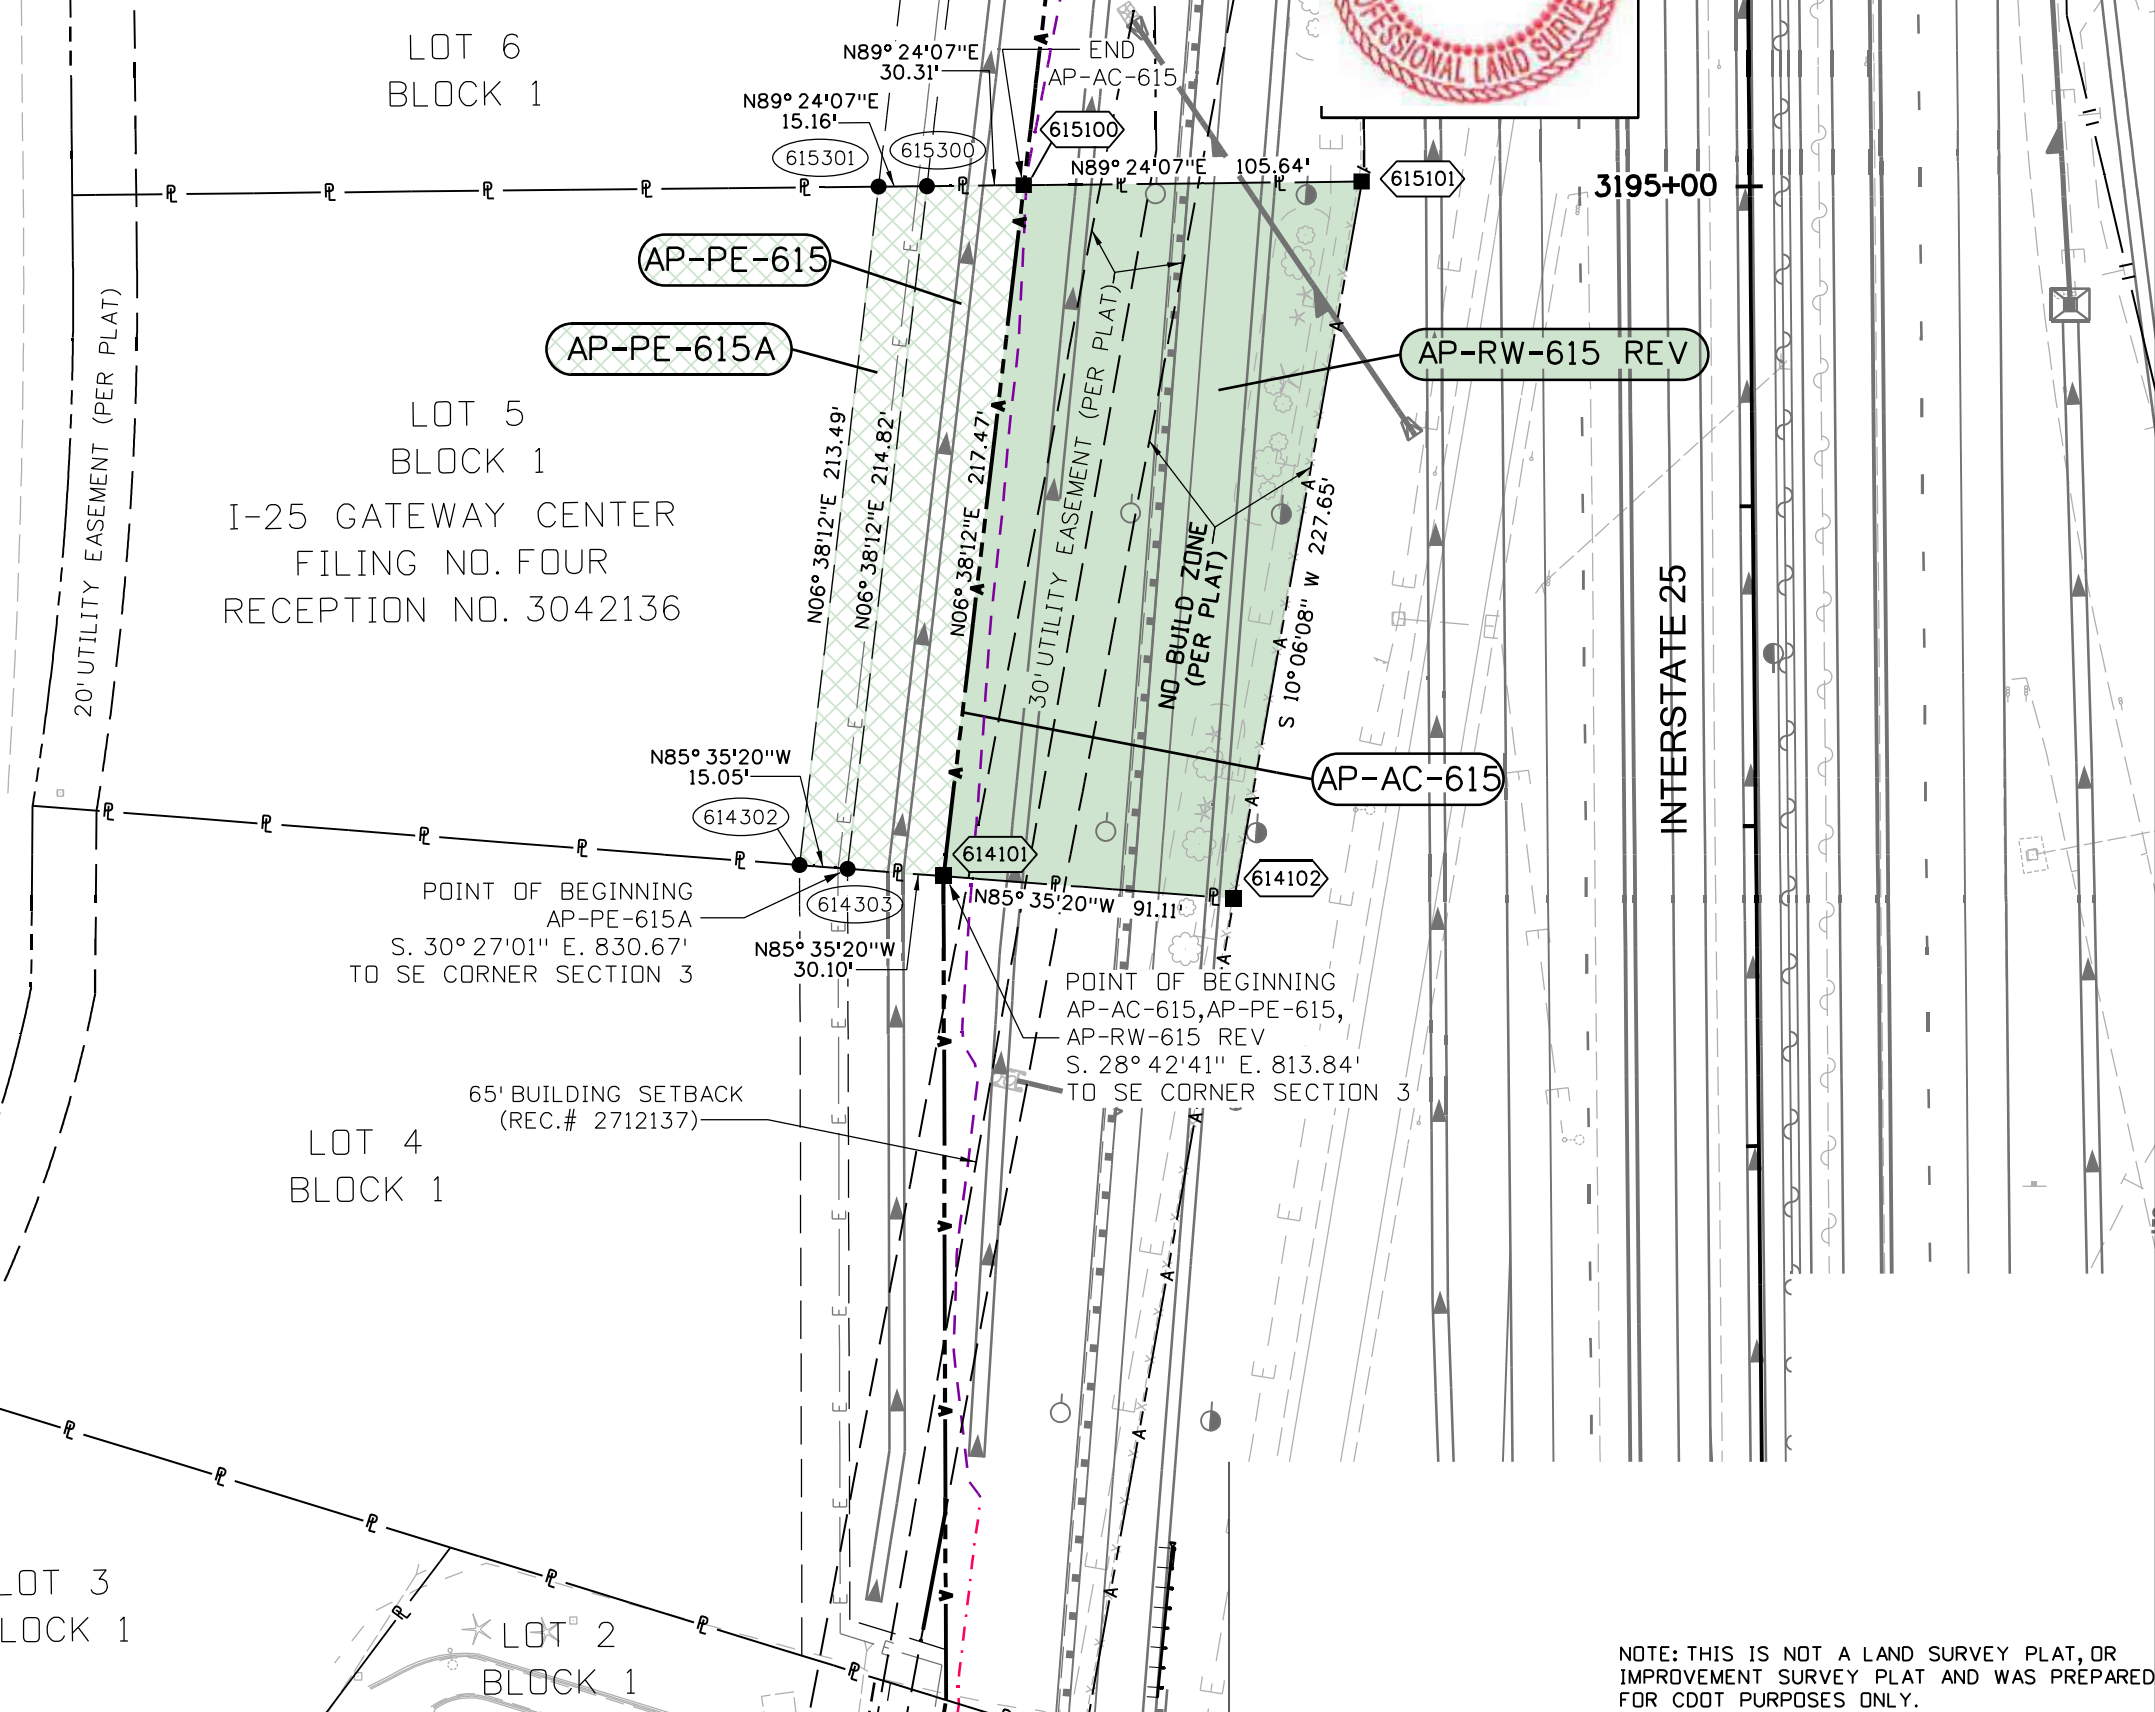 LOT 6
BLOCK 1
N89°24'07"E
30.31'
END
AP-AC-615
N89°24'07"E
15.16'
615301
615300
615100
N89°24'07"E 105.64'
615101
3195+00
PROFESSIONAL LAND SURVE
AP-PE-615
AP-PE-615A
AP-RW-615 REV
20' UTILITY EASEMENT (PER PLAT)
LOT 5
BLOCK 1
I-25 GATEWAY CENTER
FILING NO. FOUR
RECEPTION NO. 3042136
N06°38'12"E 213.49'
N06°38'12"E 214.82'
N06°38'12"E 217.47'
30' UTILITY EASEMENT (PER PLAT)
NO BUILD ZONE
(PER PLAT)
S 10°06'08" W 227.65'
INTERSTATE 25
AP-AC-615
N85°35'20"W
15.05'
614302
614101
614102
614303
N85°35'20"W 91.11'
POINT OF BEGINNING
AP-PE-615A
S. 30°27'01" E. 830.67'
TO SE CORNER SECTION 3
N85°35'20"W
30.10'
POINT OF BEGINNING
AP-AC-615, AP-PE-615,
AP-RW-615 REV
S. 28°42'41" E. 813.84'
TO SE CORNER SECTION 3
65' BUILDING SETBACK
(REC.# 2712137)
LOT 4
BLOCK 1
LOT 3
LOCK 1
LOT 2
BLOCK 1
NOTE: THIS IS NOT A LAND SURVEY PLAT, OR
IMPROVEMENT SURVEY PLAT AND WAS PREPARED
FOR CDOT PURPOSES ONLY.